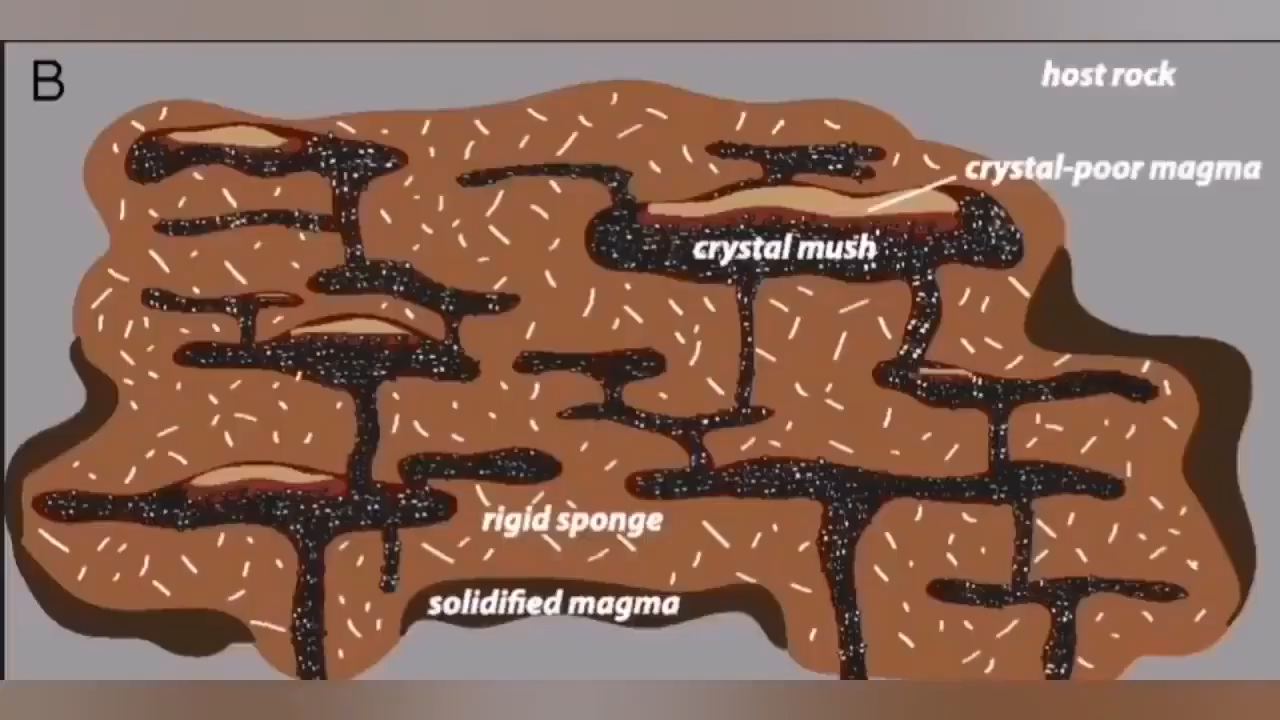 B
host rock
crystal-poor magma
crystal mush
rigid sponge
solidified magma